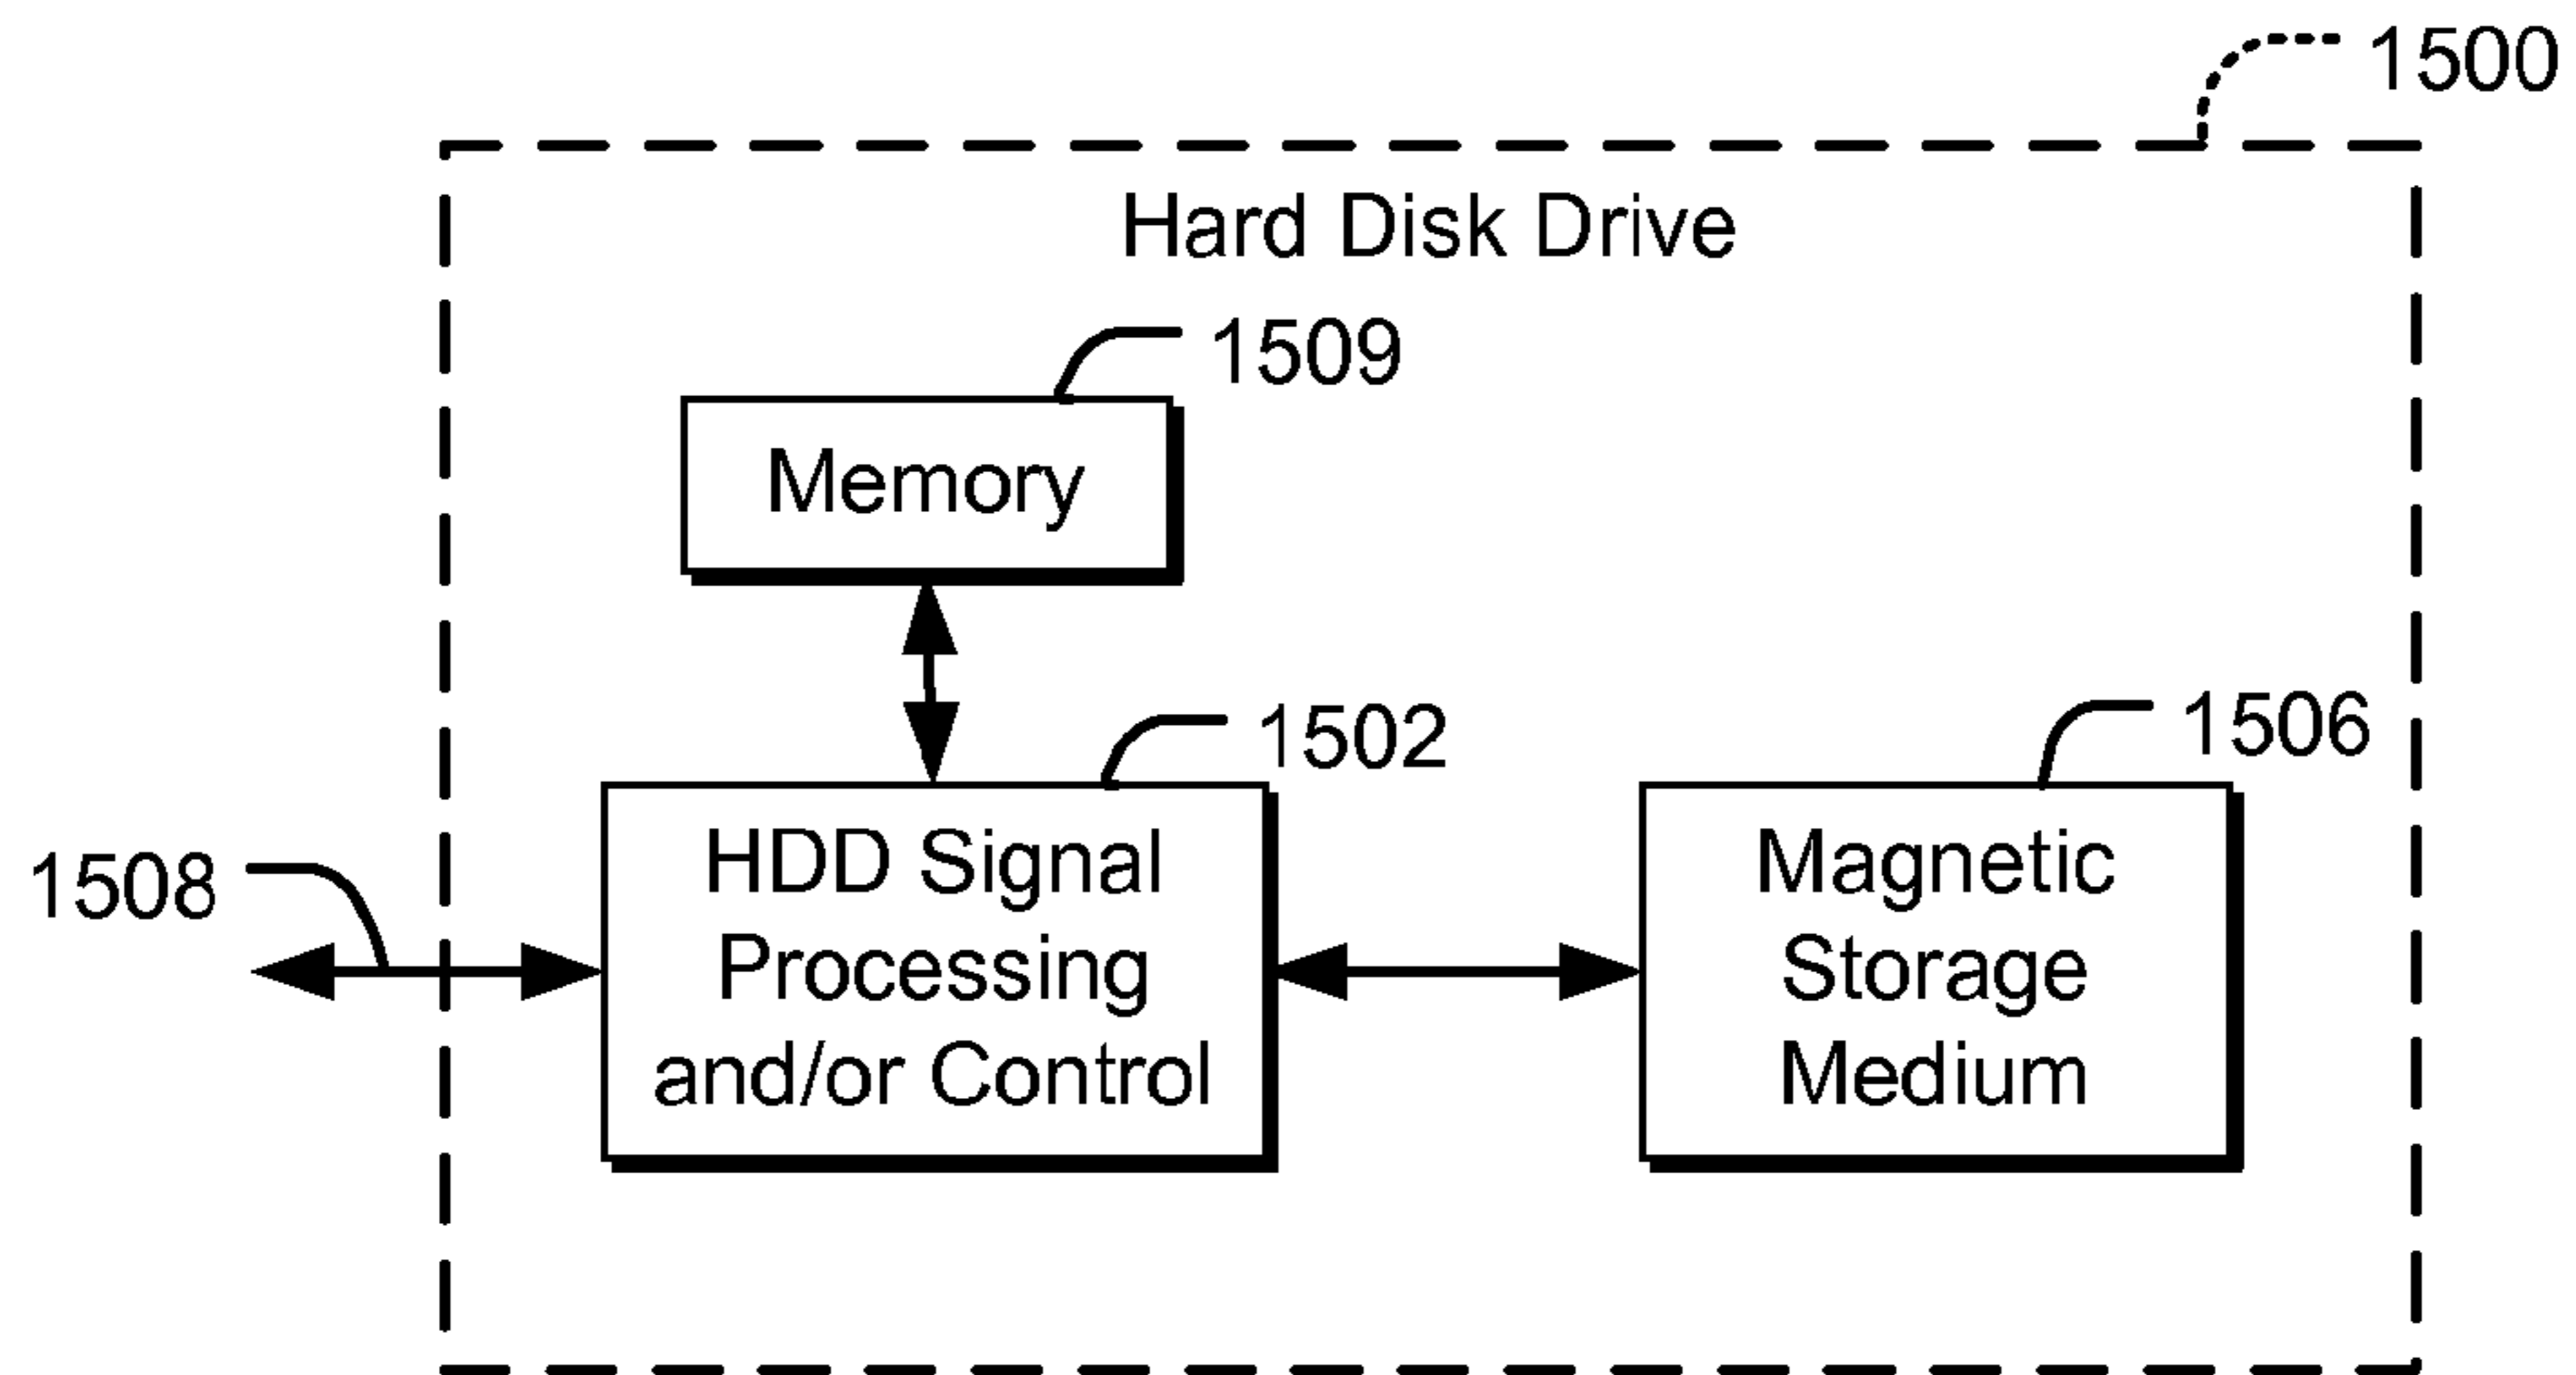 1500
Hard Disk Drive
1509
Memory
1502
1506
1508
HDD Signal
Processing
and/or Control
Magnetic
Storage
Medium